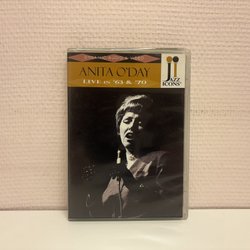 ANITA O'DAY
LIVE IN '63 & '70
JAZZ
ICONS